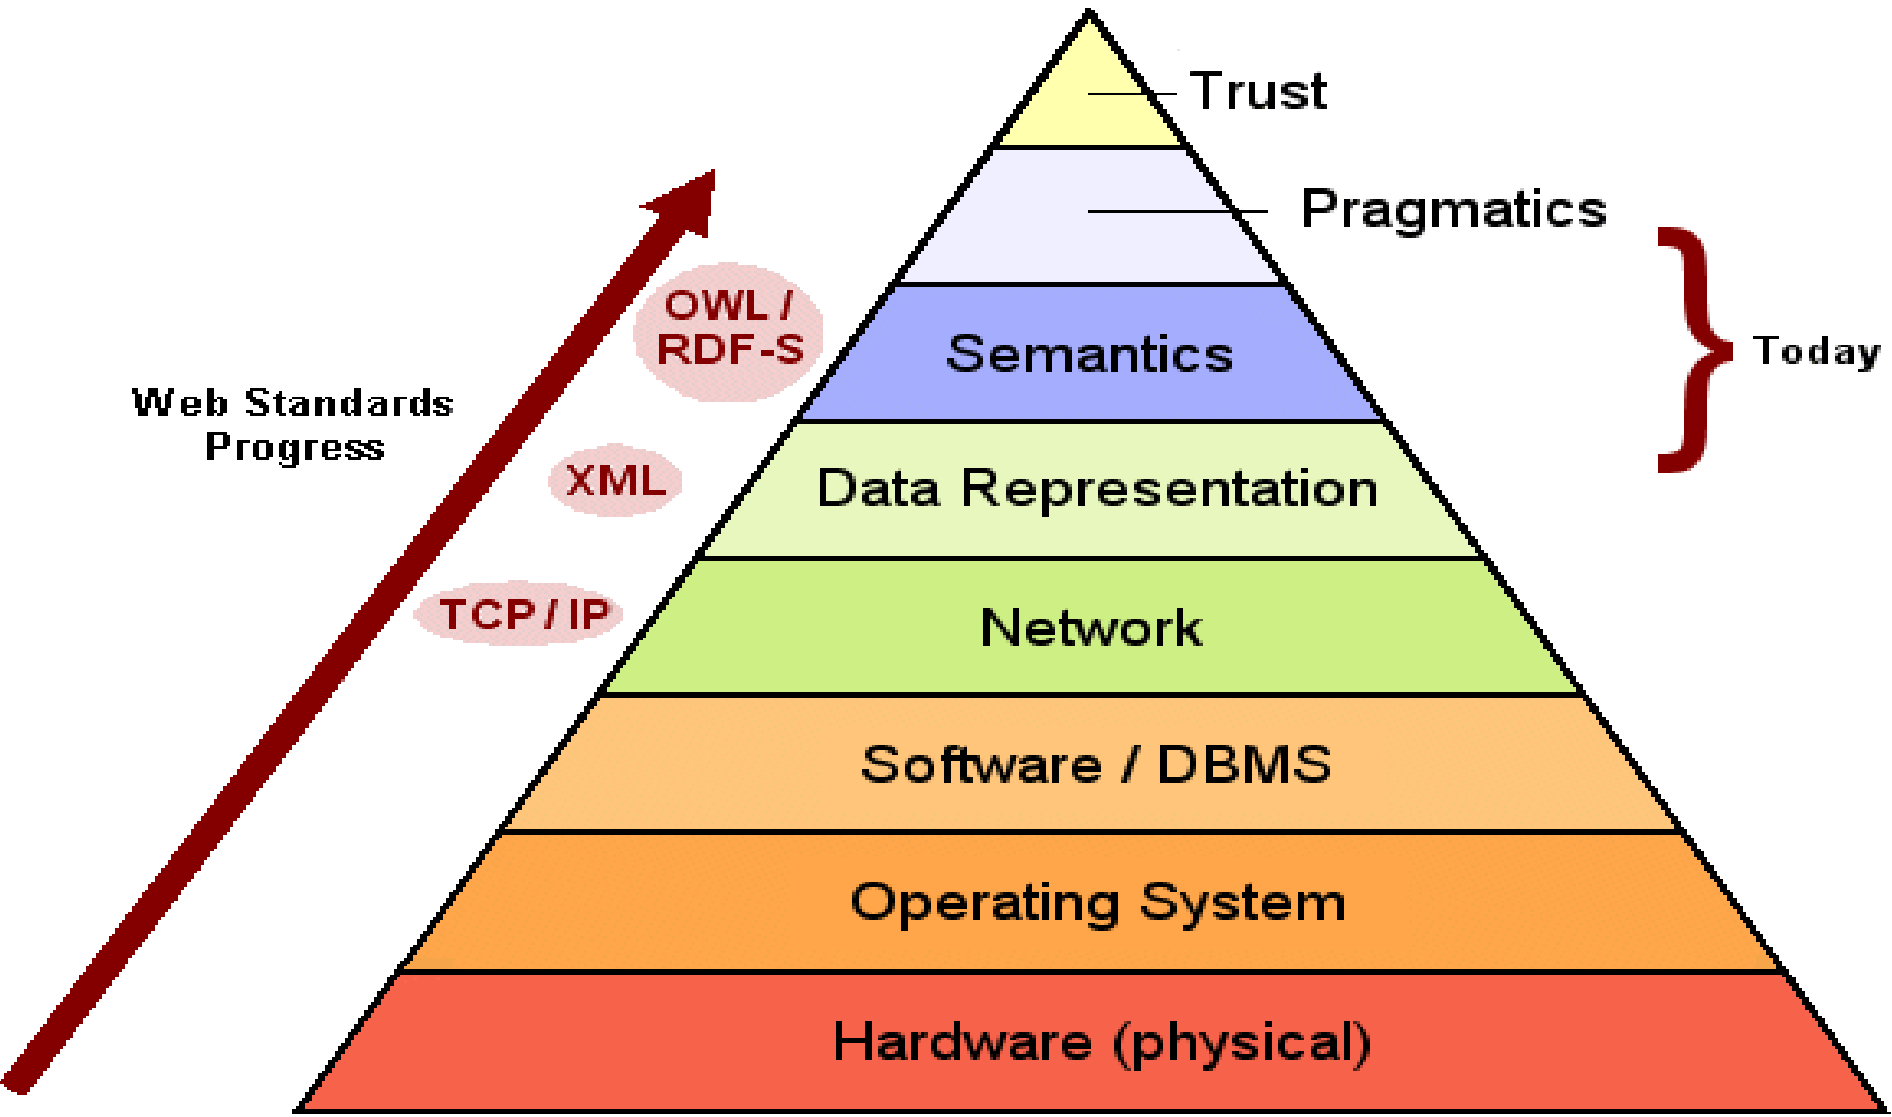 Trust
Pragmatics
OWL /
RDF-S
Semantics
Today
Web Standards
Progress
XML
Data Representation
TCP / IP
Network
Software / DBMS
Operating System
Hardware (physical)